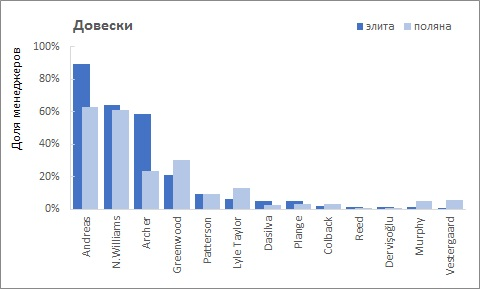 Довески
элита
поляна
Доля менеджеров
100%
80%
60%
40%
20%
0%
Andreas
N.Williams
Archer
Greenwood
Patterson
Lyle Taylor
Dasilva
Plange
Colback
Reed
Dervişoğlu
Murphy
Vestergaard